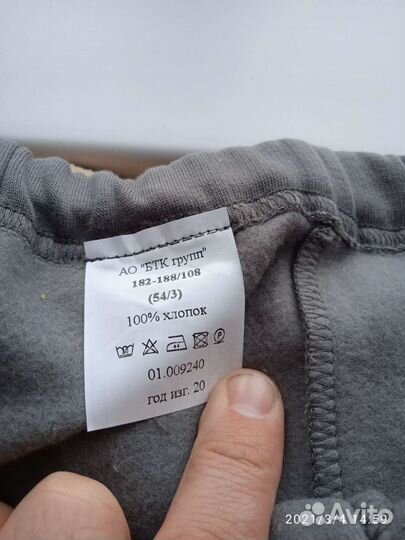 АО "БТК групп"
182-188/108
(54/3)
100% хлопок
01.009240
год изг. 20
2021/3/4 14:59
Avito